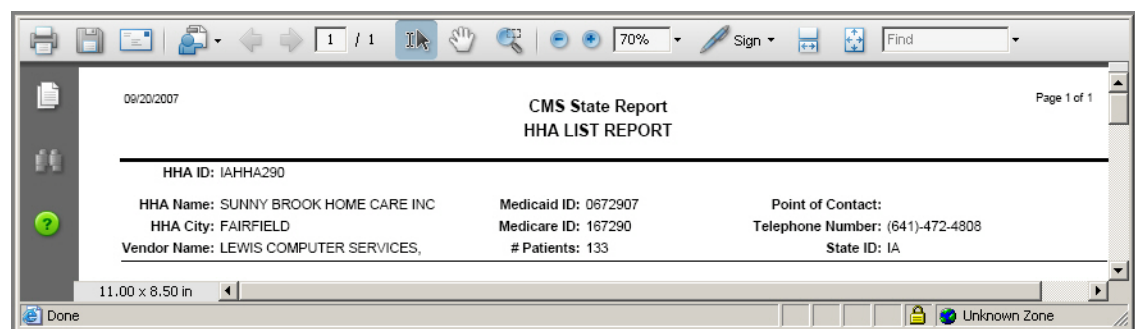 1 / 1 70% Sign Find
09/20/2007 Page 1 of 1
CMS State Report
HHA LIST REPORT
HHA ID: IAHHA290
HHA Name: SUNNY BROOK HOME CARE INC Medicaid ID: 0672907 Point of Contact:
HHA City: FAIRFIELD Medicare ID: 167290 Telephone Number: (641)-472-4808
Vendor Name: LEWIS COMPUTER SERVICES, # Patients: 133 State ID: IA
11.00 x 8.50 in
Done Unknown Zone